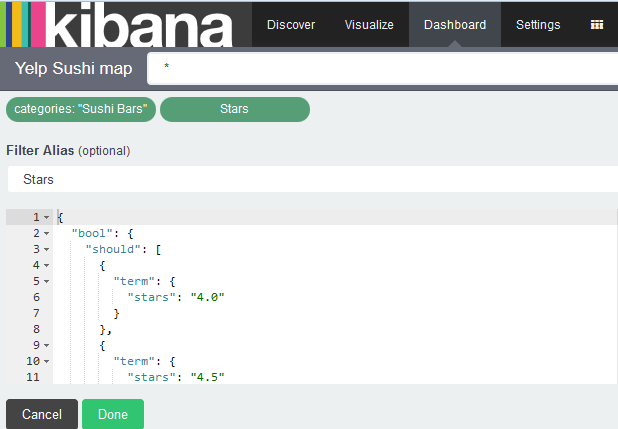 kibana Discover Visualize Dashboard Settings
Yelp Sushi map *
categories: "Sushi Bars" Stars
Filter Alias (optional)
Stars
1 {
2 "bool": {
3 "should": [
4 {
5 "term": {
6 "stars": "4.0"
7 }
8 },
9 {
10 "term": {
11 "stars": "4.5"
Cancel Done